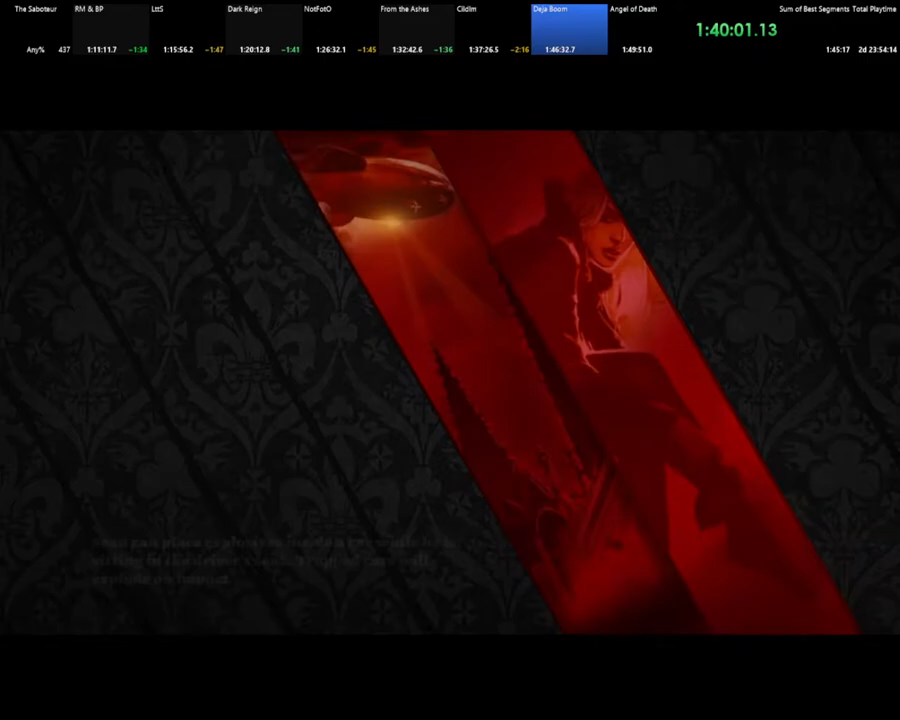 The Saboteur RM & BP LttS Dark Reign NotFotO From the Ashes CiIdIm Deja Boom Angel of Death Sum of Best Segments Total Playtime
1:40:01.13
Any% 437 1:11:11.7 −1:34 1:15:56.2 −1:47 1:20:12.8 −1:41 1:26:32.1 −1:45 1:32:42.6 −1:36 1:37:26.5 −2:16 1:46:32.7 1:49:51.0 1:45:17 2d 23:54:14
explode on impact